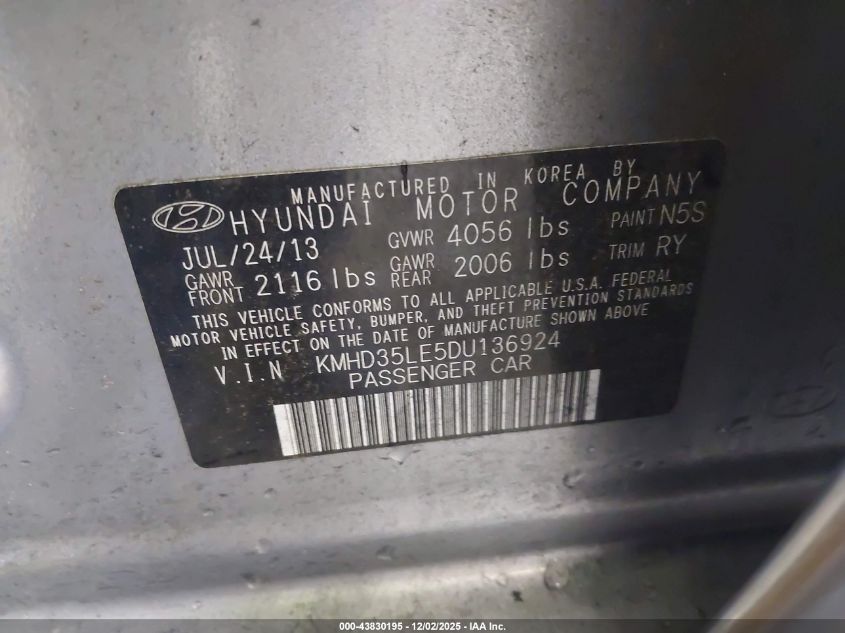 MANUFACTURED IN KOREA BY
HYUNDAI MOTOR COMPANY
JUL/24/13 GVWR 4056 lbs PAINT N5S
GAWR FRONT 2116 lbs GAWR REAR 2006 lbs TRIM RY
THIS VEHICLE CONFORMS TO ALL APPLICABLE U.S.A. FEDERAL
MOTOR VEHICLE SAFETY, BUMPER, AND THEFT PREVENTION STANDARDS
IN EFFECT ON THE DATE OF MANUFACTURE SHOWN ABOVE
V.I.N KMHD35LE5DU136924
PASSENGER CAR
000-43830195 - 12/02/2025 - IAA Inc.